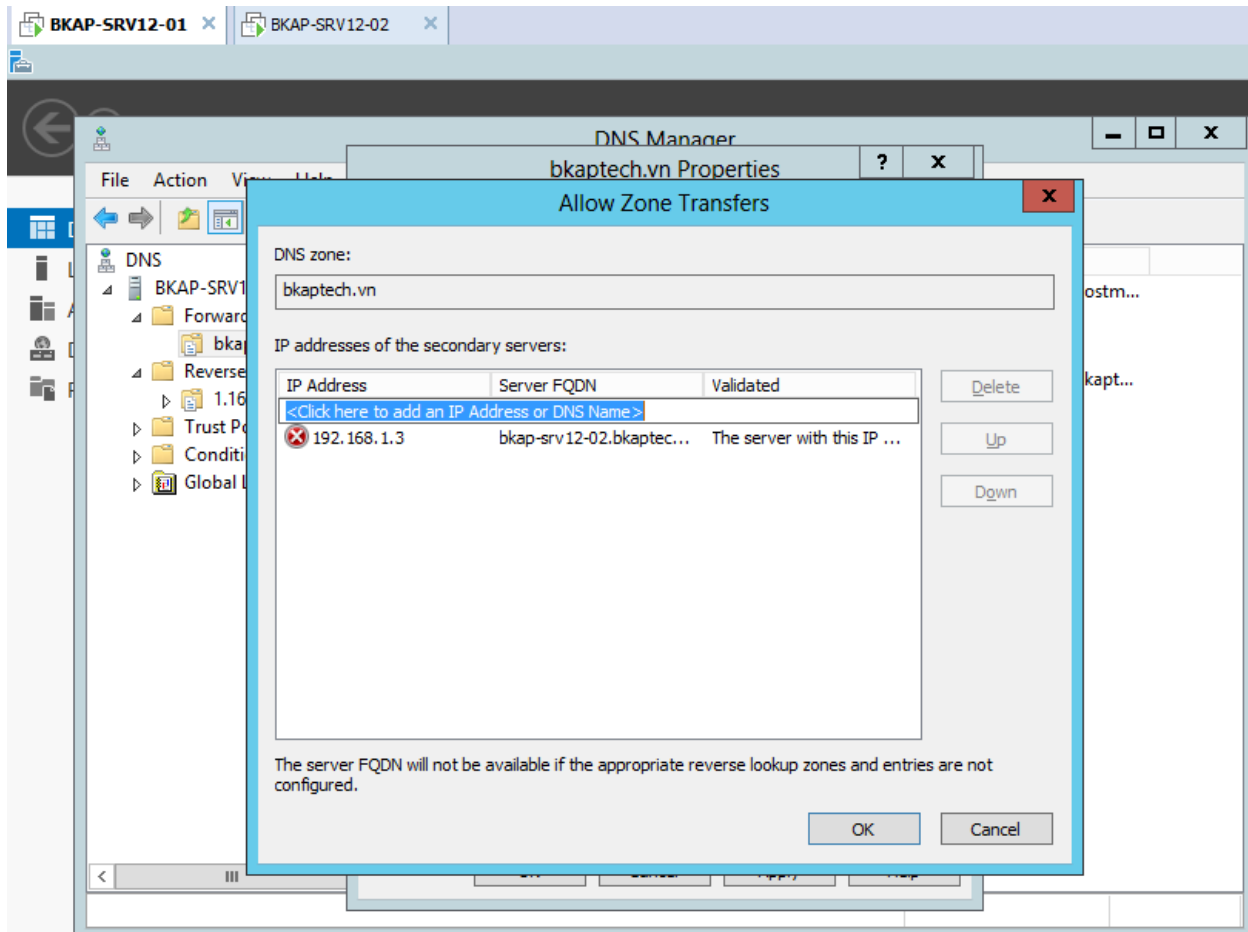 BKAP-SRV12-01 BKAP-SRV12-02
DNS Manager
bkaptech.vn Properties
File Action
Allow Zone Transfers
DNS zone:
bkaptech.vn
DNS
BKAP-SRV1
Forward
bkap
Reverse
1.16
Trust Po
Conditi
Global L
ostm...
kapt...
IP addresses of the secondary servers:
IP Address Server FQDN Validated
<Click here to add an IP Address or DNS Name>
192.168.1.3 bkap-srv12-02.bkaptec... The server with this IP ...
Delete
Up
Down
The server FQDN will not be available if the appropriate reverse lookup zones and entries are not
configured.
OK Cancel